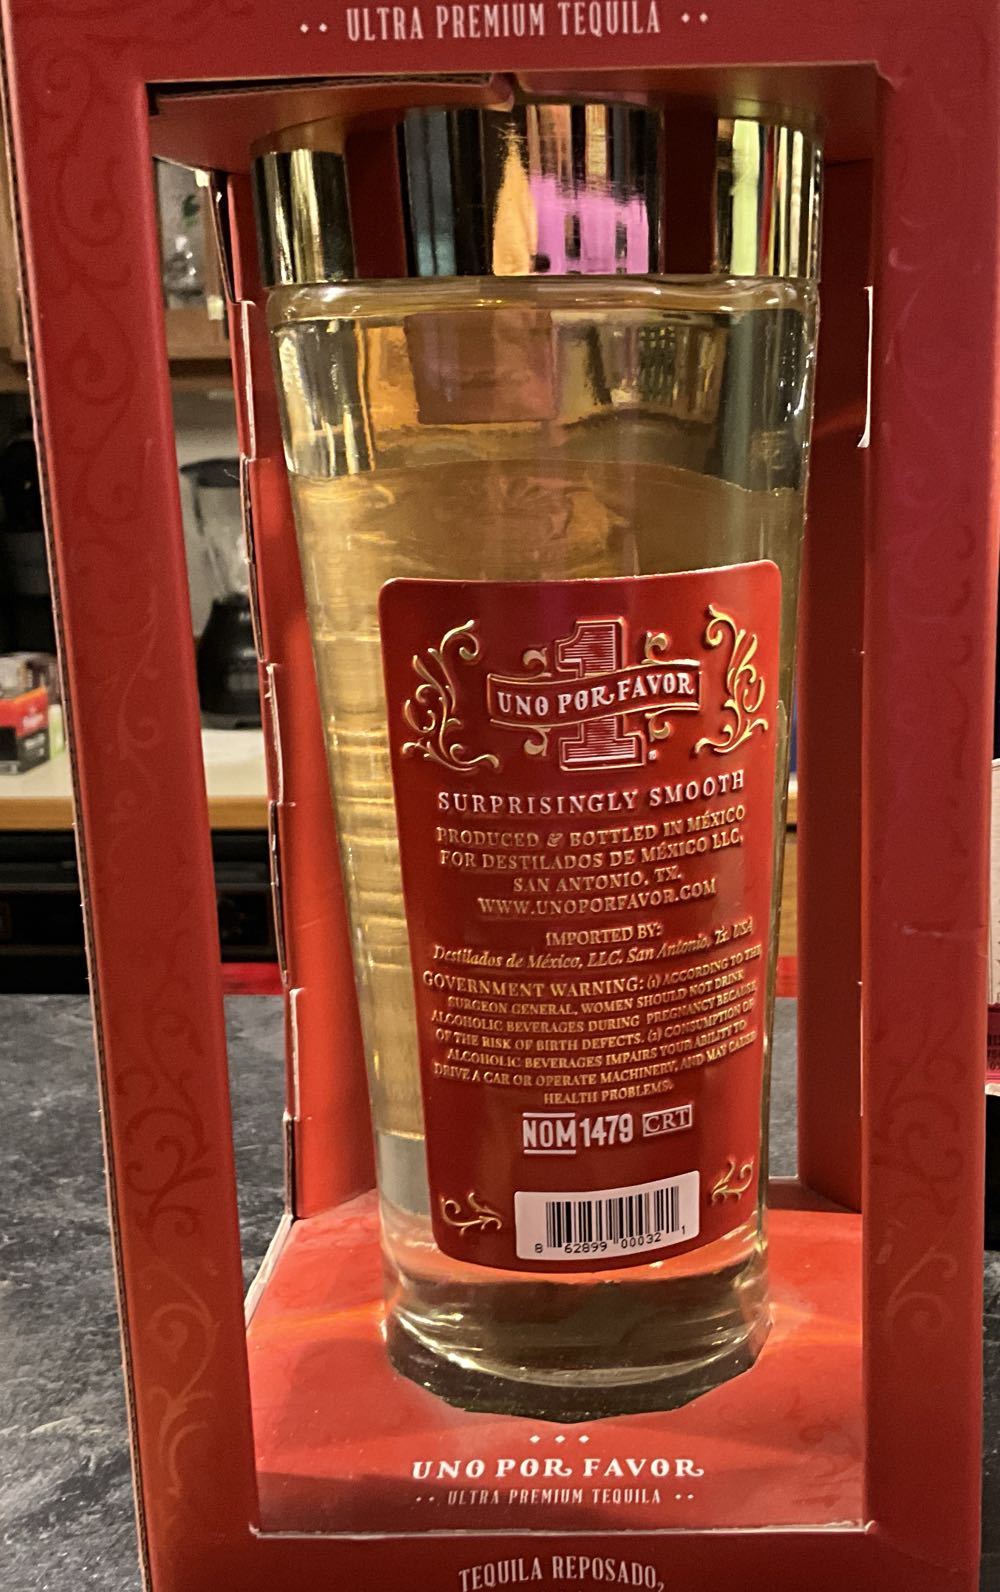 •• ULTRA PREMIUM TEQUILA ••
1
UNO POR FAVOR
®
SURPRISINGLY SMOOTH
PRODUCED & BOTTLED IN MÉXICO
FOR DESTILADOS DE MÉXICO LLC.
SAN ANTONIO, TX.
WWW.UNOPORFAVOR.COM
IMPORTED BY:
Destilados de México, LLC. San Antonio, Tx. USA
GOVERNMENT WARNING: (1) ACCORDING TO THE
SURGEON GENERAL, WOMEN SHOULD NOT DRINK
ALCOHOLIC BEVERAGES DURING PREGNANCY BECAUSE
OF THE RISK OF BIRTH DEFECTS. (2) CONSUMPTION OF
ALCOHOLIC BEVERAGES IMPAIRS YOUR ABILITY TO
DRIVE A CAR OR OPERATE MACHINERY, AND MAY CAUSE
HEALTH PROBLEMS.
NOM 1479 CRT
8 62899 00032 1
UNO POR FAVOR
•• ULTRA PREMIUM TEQUILA ••
TEQUILA REPOSADO